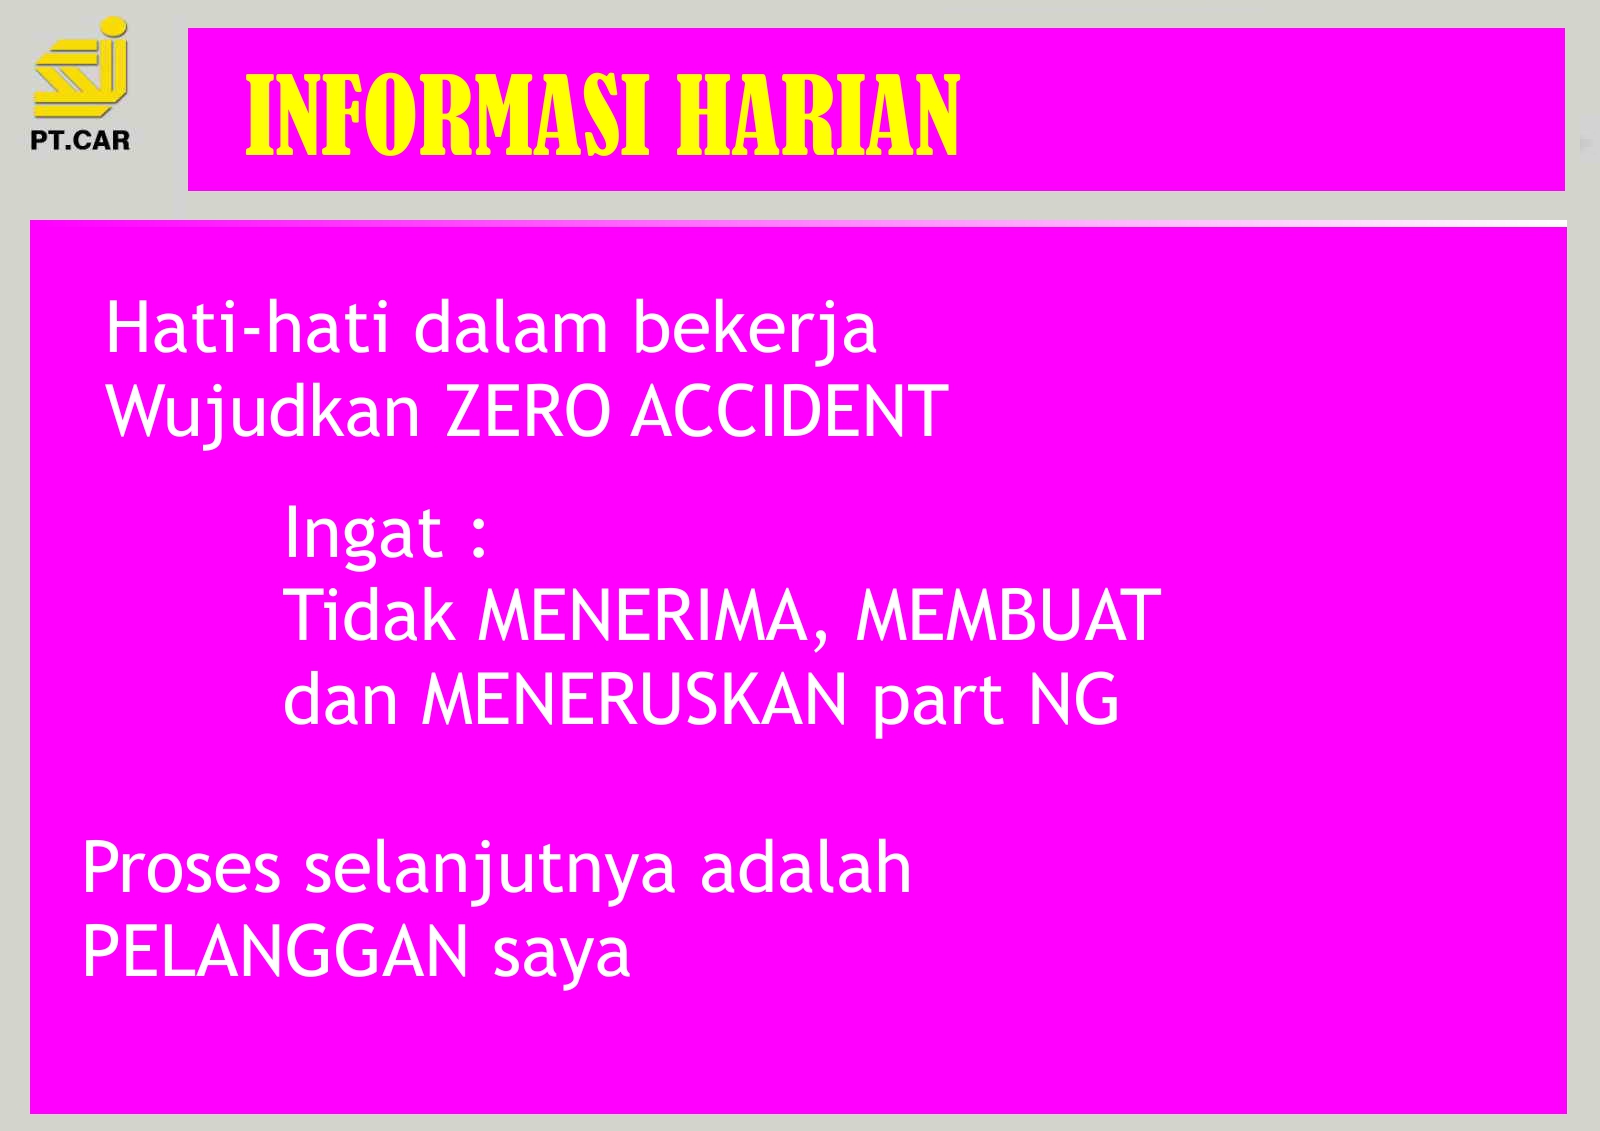 PT.CAR
INFORMASI HARIAN
Hati-hati dalam bekerja
Wujudkan ZERO ACCIDENT
Ingat :
Tidak MENERIMA, MEMBUAT
dan MENERUSKAN part NG
Proses selanjutnya adalah
PELANGGAN saya